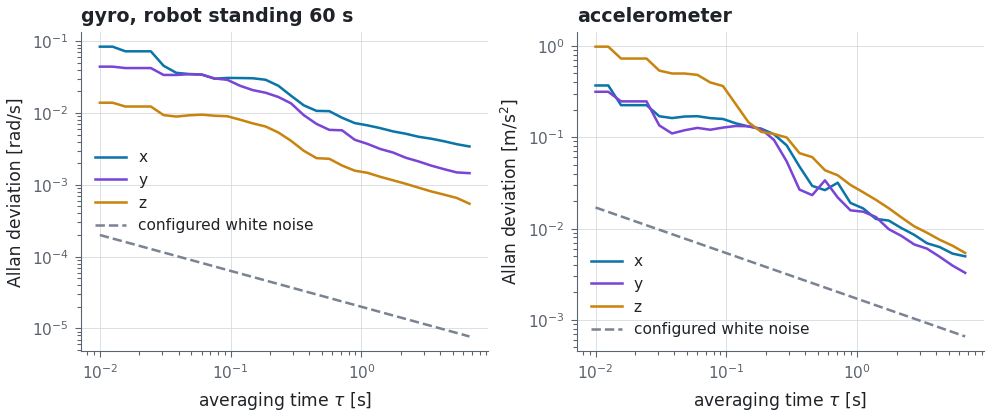 gyro, robot standing 60 s
Allan deviation [rad/s]
10⁻¹
10⁻²
10⁻³
10⁻⁴
10⁻⁵
x
y
z
configured white noise
10⁻² 10⁻¹ 10⁰
averaging time τ [s]
accelerometer
Allan deviation [m/s²]
10⁰
10⁻¹
10⁻²
10⁻³
x
y
z
configured white noise
10⁻² 10⁻¹ 10⁰
averaging time τ [s]